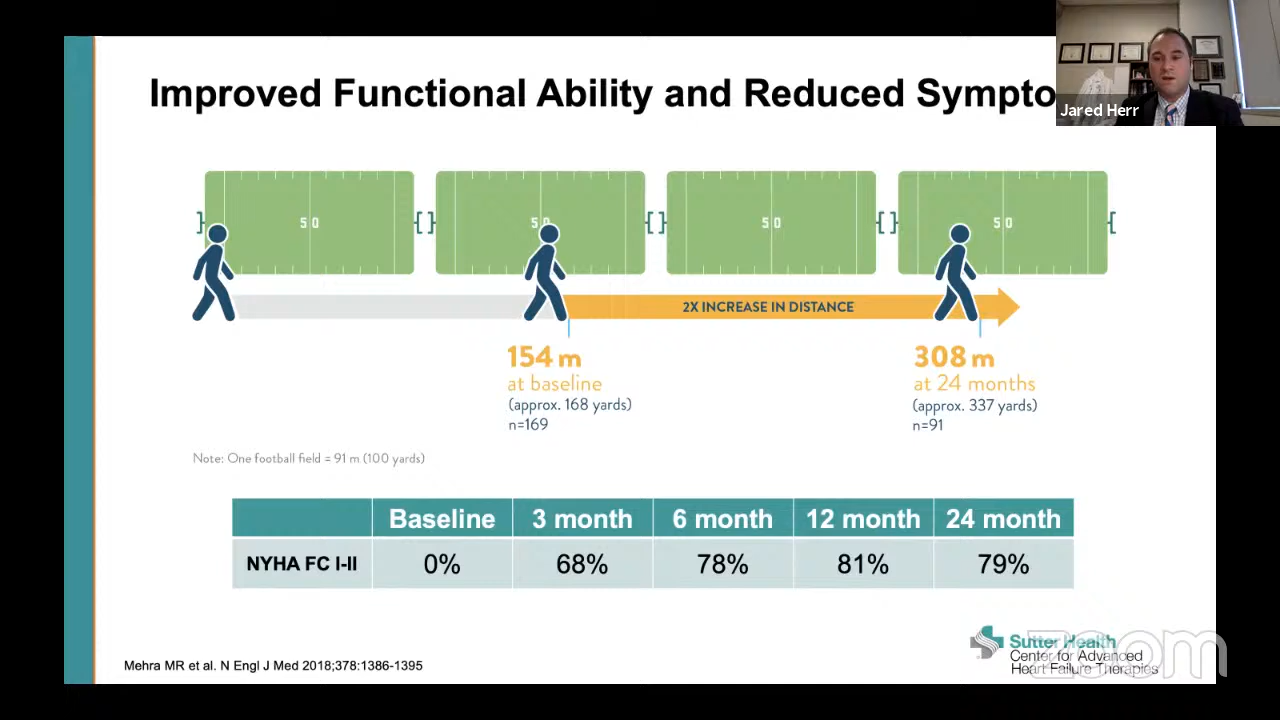 Improved Functional Ability and Reduced Sympto
Jared Herr
50
50
50
50
2X INCREASE IN DISTANCE
154 m
at baseline
(approx. 168 yards)
n=169
308 m
at 24 months
(approx. 337 yards)
n=91
Note: One football field = 91 m (100 yards)
Baseline 3 month 6 month 12 month 24 month
NYHA FC I-II 0% 68% 78% 81% 79%
Mehra MR et al. N Engl J Med 2018;378:1386-1395
Sutter Health
Center for Advanced
Heart Failure Therapies
zoom